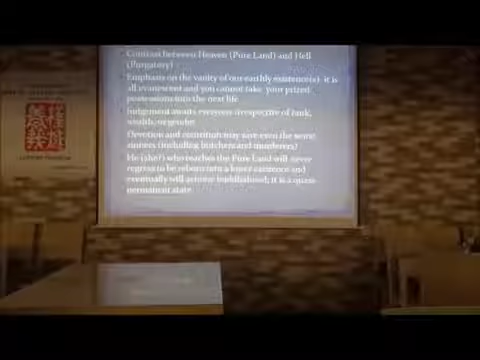 Contrast between Heaven (Pure Land) and Hell
(Purgatory)
Emphasis on the vanity of our earthly existence(s) it is
all evanescent and you cannot take your prized
possessions into the next life
Judgement awaits everyone irrespective of rank,
wealth, or gender
Devotion and contrition may save even the worst
sinners (including butchers and murderers)
He (she?) who reaches the Pure Land will never
regress to be reborn into a lower existence and
eventually will achieve buddhahood; it is a quasi-
permanent state